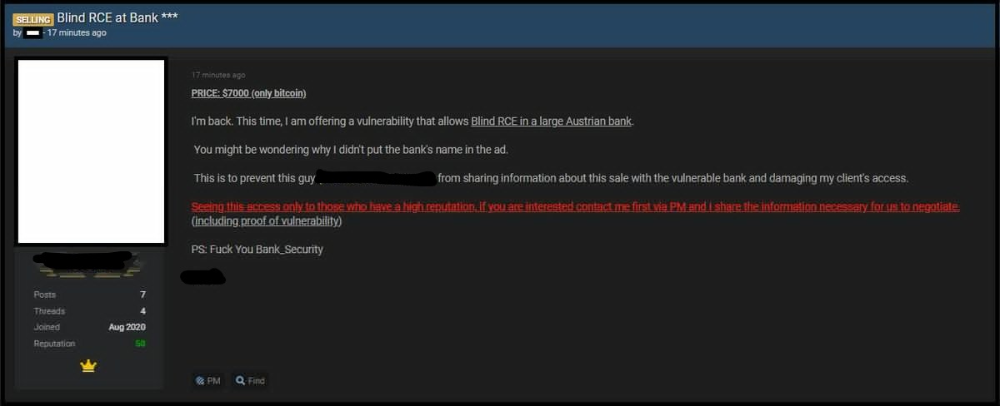 SELLING Blind RCE at Bank ***
by - 17 minutes ago
17 minutes ago
PRICE: $7000 (only bitcoin)
I'm back. This time, I am offering a vulnerability that allows Blind RCE in a large Austrian bank.
You might be wondering why I didn't put the bank's name in the ad.
This is to prevent this guy from sharing information about this sale with the vulnerable bank and damaging my client's access.
Seeing this access only to those who have a high reputation, if you are interested contact me first via PM and i share the information necessary for us to negotiate.
(including proof of vulnerability)
PS: Fuck You Bank_Security
Posts 7
Threads 4
Joined Aug 2020
Reputation 50
PM Find